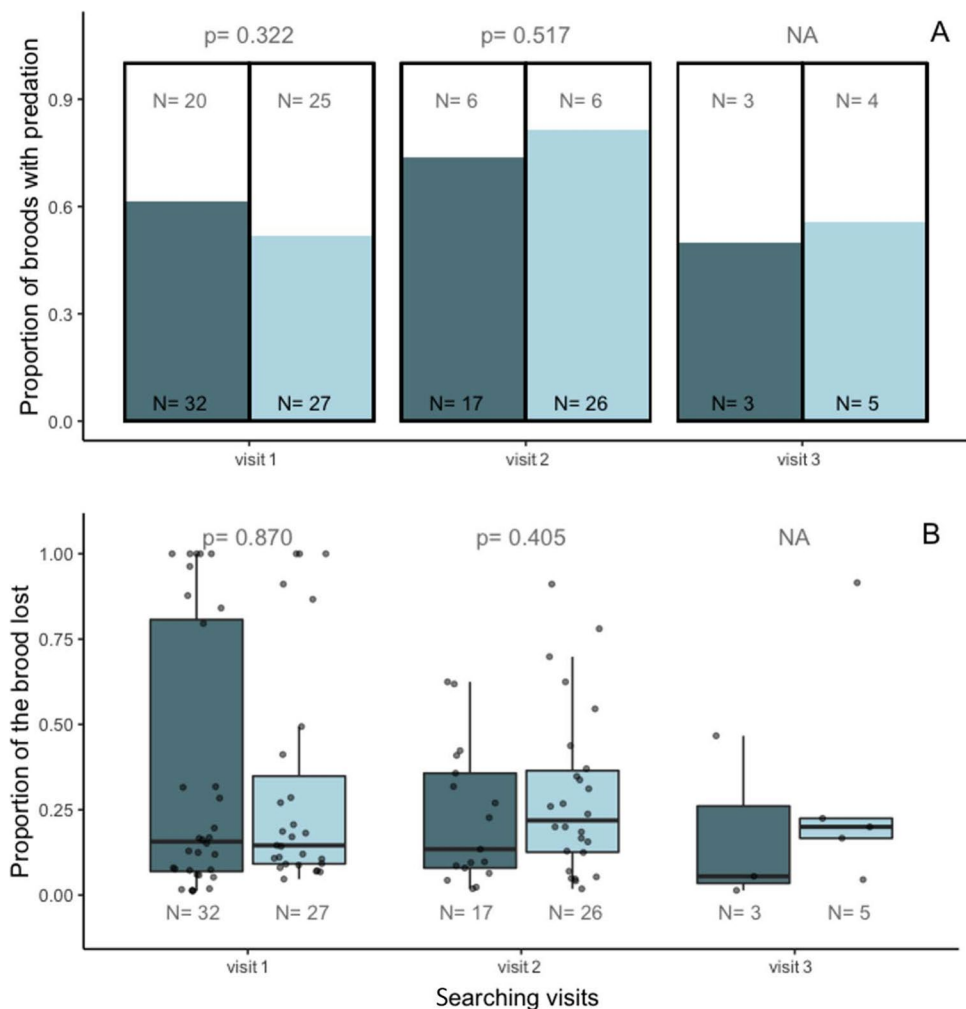 p= 0.322 p= 0.517 NA A
0.9 N= 20 N= 25 N= 6 N= 6 N= 3 N= 4
0.6
0.3
0.0 N= 32 N= 27 N= 17 N= 26 N= 3 N= 5
Proportion of broods with predation
visit 1 visit 2 visit 3
p= 0.870 p= 0.405 NA B
1.00
0.75
0.50
0.25
0.00
Proportion of the brood lost
N= 32 N= 27 N= 17 N= 26 N= 3 N= 5
visit 1 visit 2 visit 3
Searching visits